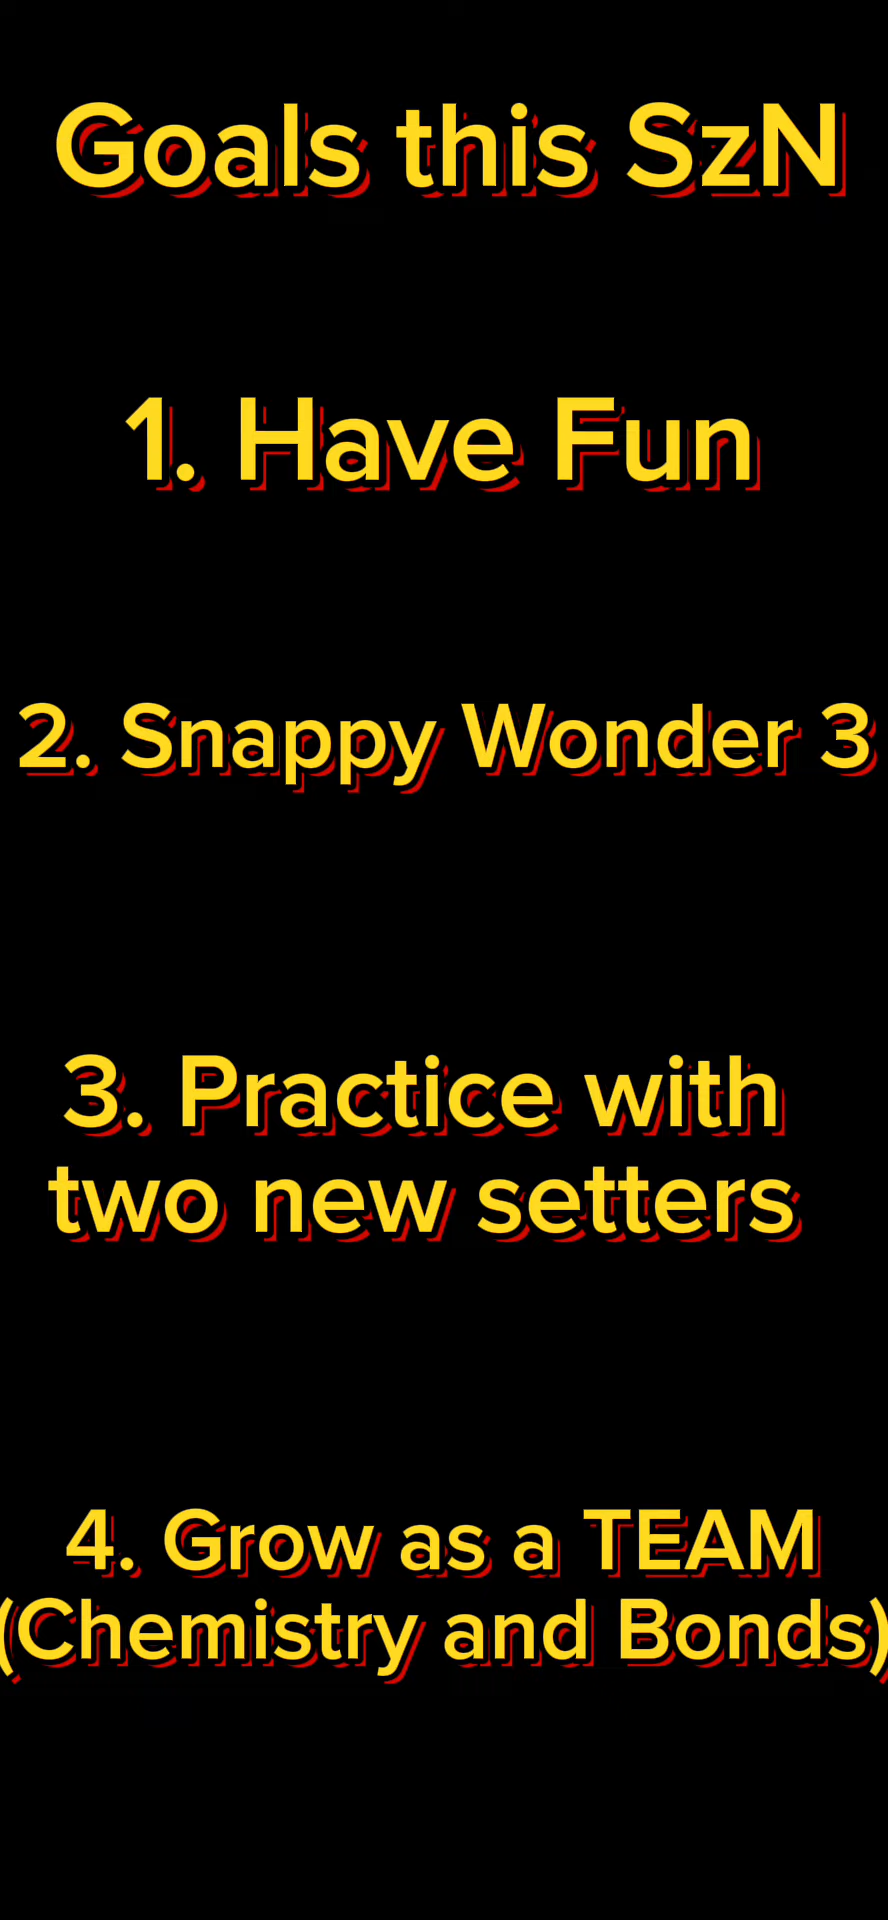 Goals this SzN
1. Have Fun
2. Snappy Wonder 3
3. Practice with
two new setters
4. Grow as a TEAM
(Chemistry and Bonds)